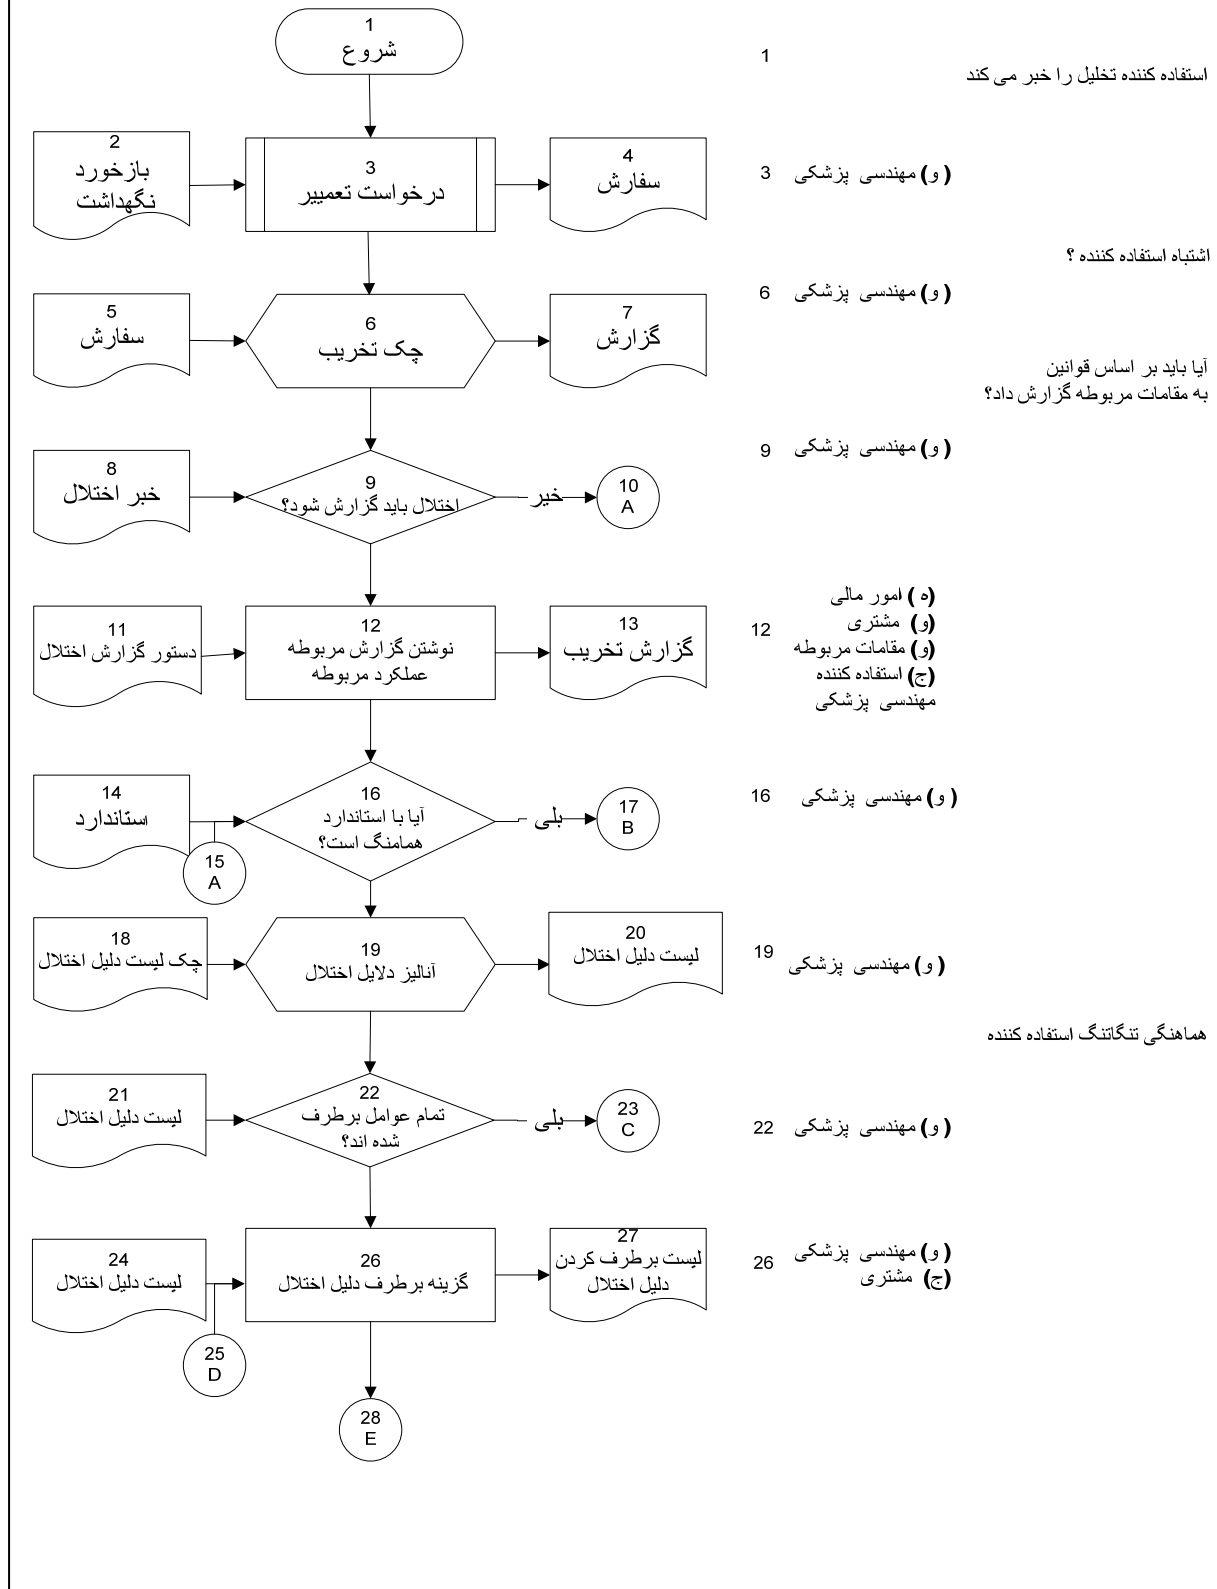 1
شروع
1
استفاده کننده تخلیل را خبر می کند
2
بازخورد
نگهداشت
3
درخواست تعمییر
4
سفارش
3
( و) مهندسی پزشکی
اشتباه استفاده کننده ؟
5
سفارش
6
چک تخریب
7
گزارش
6
( و) مهندسی پزشکی
آیا باید بر اساس قوانین
به مقامات مربوطه گزارش داد؟
8
خبر اختلال
9
اختلال باید گزارش شود؟
خیر
10
A
9
( و) مهندسی پزشکی
11
دستور گزارش اختلال
12
نوشتن گزارش مربوطه
عملکرد مربوطه
13
گزارش تخریب
12
(ه ) امور مالی
(و) مشتری
(و) مقامات مربوطه
(ج) استفاده کننده
مهندسی پزشکی
14
استاندارد
15
A
16
آیا با استاندارد
همامنگ است؟
بلی
17
B
16
( و) مهندسی پزشکی
18
چک لیست دلیل اختلال
19
آنالیز دلایل اختلال
20
لیست دلیل اختلال
19
( و) مهندسی پزشکی
هماهنگی تنگاتنگ استفاده کننده
21
لیست دلیل اختلال
22
تمام عوامل برطرف
شده اند؟
بلی
23
C
22
( و) مهندسی پزشکی
24
لیست دلیل اختلال
25
D
26
گزینه برطرف دلیل اختلال
27
لیست برطرف کردن
دلیل اختلال
26
( و) مهندسی پزشکی
(ج) مشتری
28
E